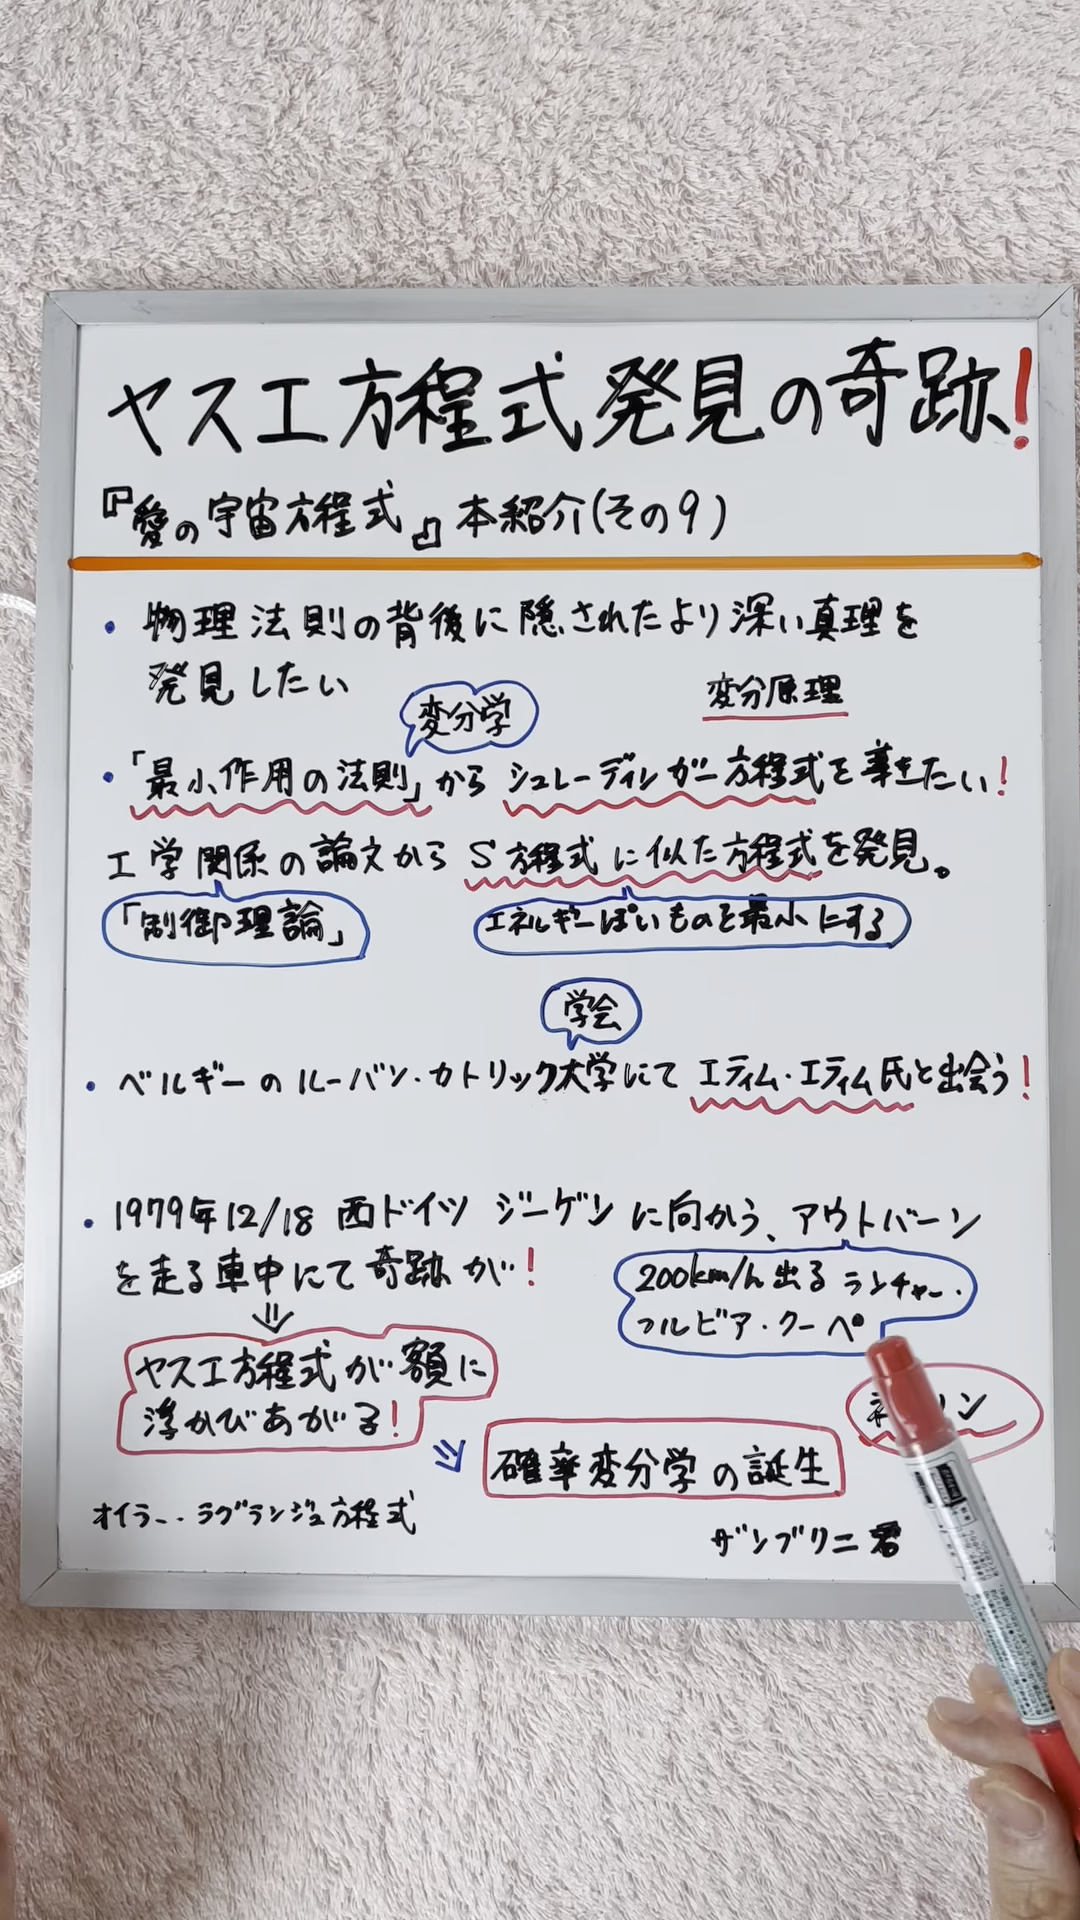 ヤスエ方程式発見の奇跡!
『愛の宇宙方程式』本紹介(その9)
・物理法則の背後に隠されたより深い真理を
発見したい
変分学
変分原理
・「最小作用の法則」からシュレーディンガー方程式を導きたい!
工学関係の論文からS方程式に似た方程式を発見。
「制御理論」
エネルギーぽいものを最小にする
学会
・ベルギーのルーバン・カトリック大学にてエティム・エティム氏と出会う!
・1979年12/18 西ドイツ ジーゲンに向かう、アウトバーン
を走る車中にて奇跡が!
200km/h出るランチャー・
フルビア・クーペ
⇓
ヤスエ方程式が額に
浮かびあがる!
⇒
確率変分学の誕生
オイラー・ラグランジュ方程式
ザンブリニ君